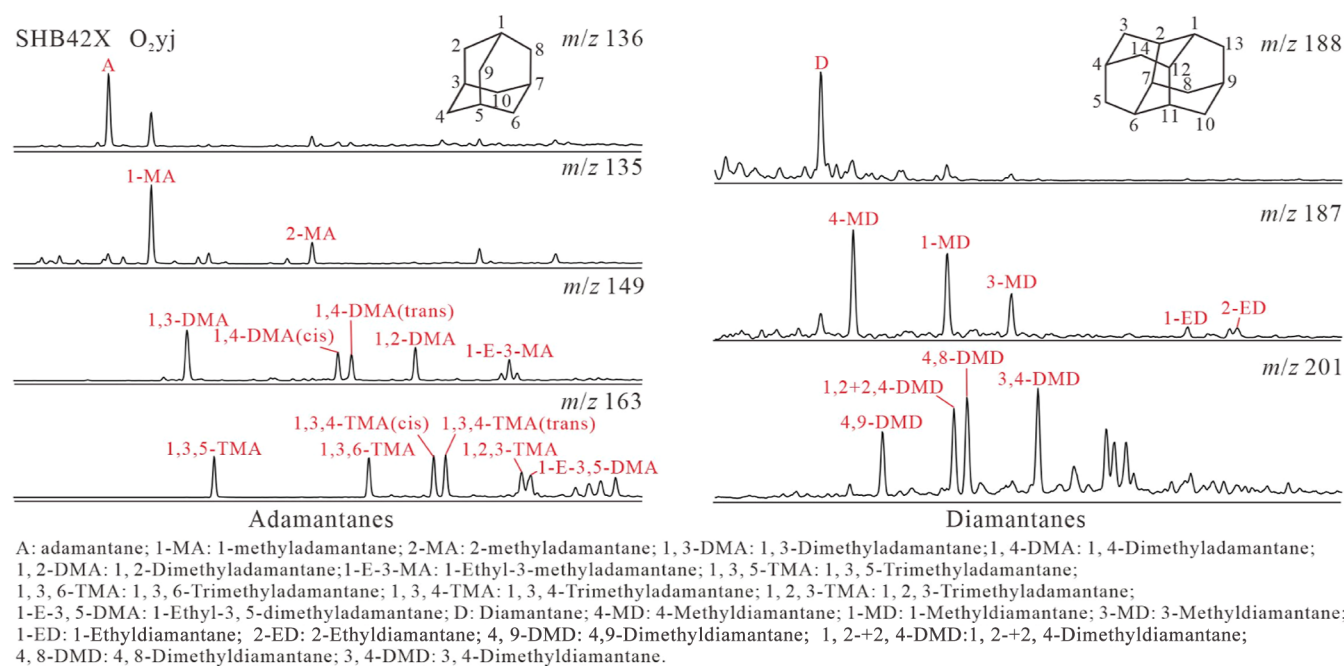 SHB42X O₂yj
m/z 136
A
1
2
8
9
3
7
10
4
5
6
m/z 135
1-MA
2-MA
m/z 149
1,3-DMA
1,4-DMA(cis)
1,4-DMA(trans)
1,2-DMA
1-E-3-MA
m/z 163
1,3,5-TMA
1,3,6-TMA
1,3,4-TMA(cis)
1,3,4-TMA(trans)
1,2,3-TMA
1-E-3,5-DMA
Adamantanes
m/z 188
D
3
1
2
13
14
4
12
7
8
9
5
6
11
10
m/z 187
4-MD
1-MD
3-MD
1-ED
2-ED
m/z 201
4,9-DMD
1,2+2,4-DMD
4,8-DMD
3,4-DMD
Diamantanes
A: adamantane; 1-MA: 1-methyladamantane; 2-MA: 2-methyladamantane; 1, 3-DMA: 1, 3-Dimethyladamantane;1, 4-DMA: 1, 4-Dimethyladamantane;
1, 2-DMA: 1, 2-Dimethyladamantane;1-E-3-MA: 1-Ethyl-3-methyladamantane; 1, 3, 5-TMA: 1, 3, 5-Trimethyladamantane;
1, 3, 6-TMA: 1, 3, 6-Trimethyladamantane; 1, 3, 4-TMA: 1, 3, 4-Trimethyladamantane; 1, 2, 3-TMA: 1, 2, 3-Trimethyladamantane;
1-E-3, 5-DMA: 1-Ethyl-3, 5-dimethyladamantane; D: Diamantane; 4-MD: 4-Methyldiamantane; 1-MD: 1-Methyldiamantane; 3-MD: 3-Methyldiamantane;
1-ED: 1-Ethyldiamantane; 2-ED: 2-Ethyldiamantane; 4, 9-DMD: 4,9-Dimethyldiamantane; 1, 2-+2, 4-DMD:1, 2-+2, 4-Dimethyldiamantane;
4, 8-DMD: 4, 8-Dimethyldiamantane; 3, 4-DMD: 3, 4-Dimethyldiamantane.